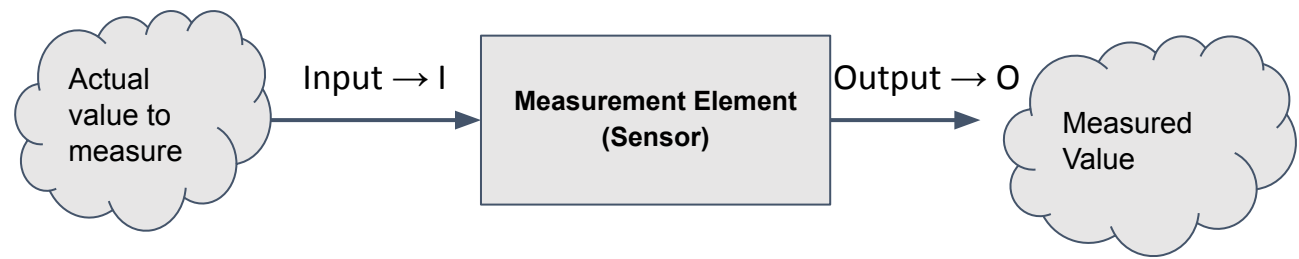 Actual
value to
measure
Input → I
Measurement Element
(Sensor)
Output → O
Measured
Value